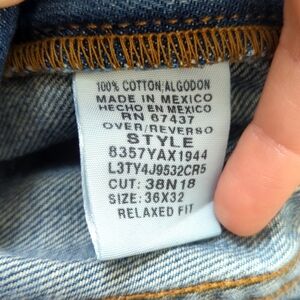 100% COTTON/ALGODON
MADE IN MEXICO
HECHO EN MEXICO
RN 67437
OVER/REVERSO
STYLE
8357YAX1944
L3TY4J9532CR5
CUT: 38N18
SIZE: 36X32
RELAXED FIT